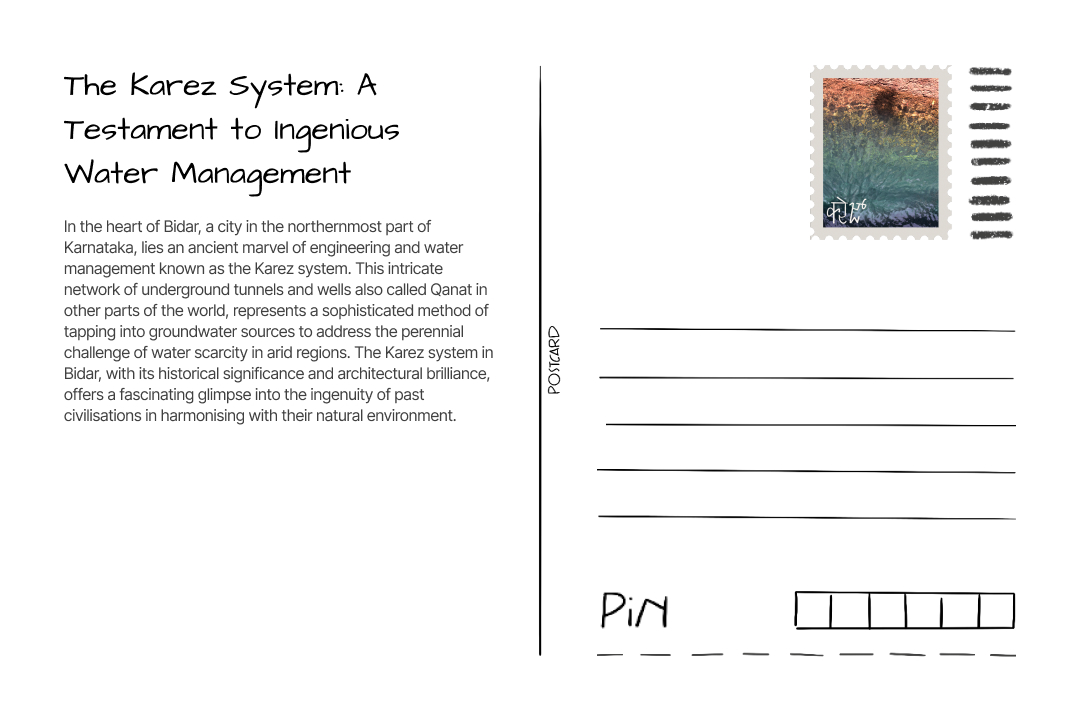 The Karez System: A
Testament to Ingenious
Water Management
In the heart of Bidar, a city in the northernmost part of
Karnataka, lies an ancient marvel of engineering and water
management known as the Karez system. This intricate
network of underground tunnels and wells also called Qanat in
other parts of the world, represents a sophisticated method of
tapping into groundwater sources to address the perennial
challenge of water scarcity in arid regions. The Karez system in
Bidar, with its historical significance and architectural brilliance,
offers a fascinating glimpse into the ingenuity of past
civilisations in harmonising with their natural environment.
POSTCARD
PiN